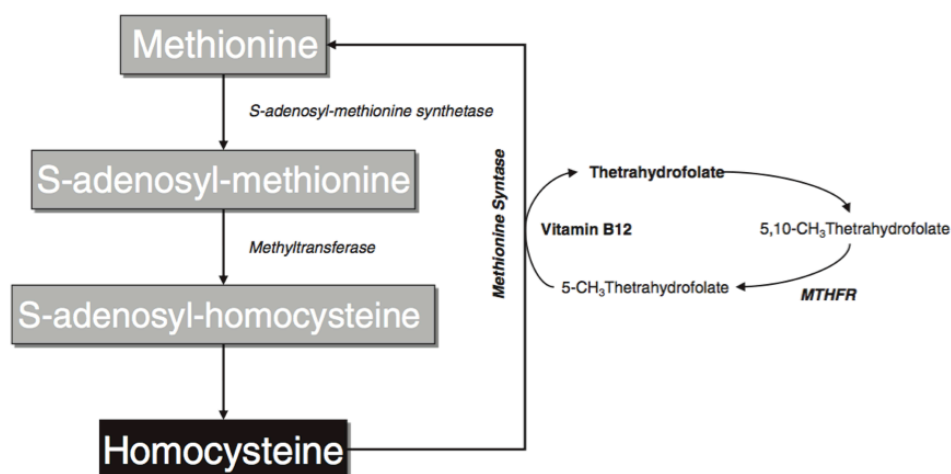 Methionine
S-adenosyl-methionine synthetase
S-adenosyl-methionine
Methyltransferase
S-adenosyl-homocysteine
Homocysteine
Methionine Syntase
Thetrahydrofolate
Vitamin B12
5,10-CH₃Thetrahydrofolate
5-CH₃Thetrahydrofolate
MTHFR